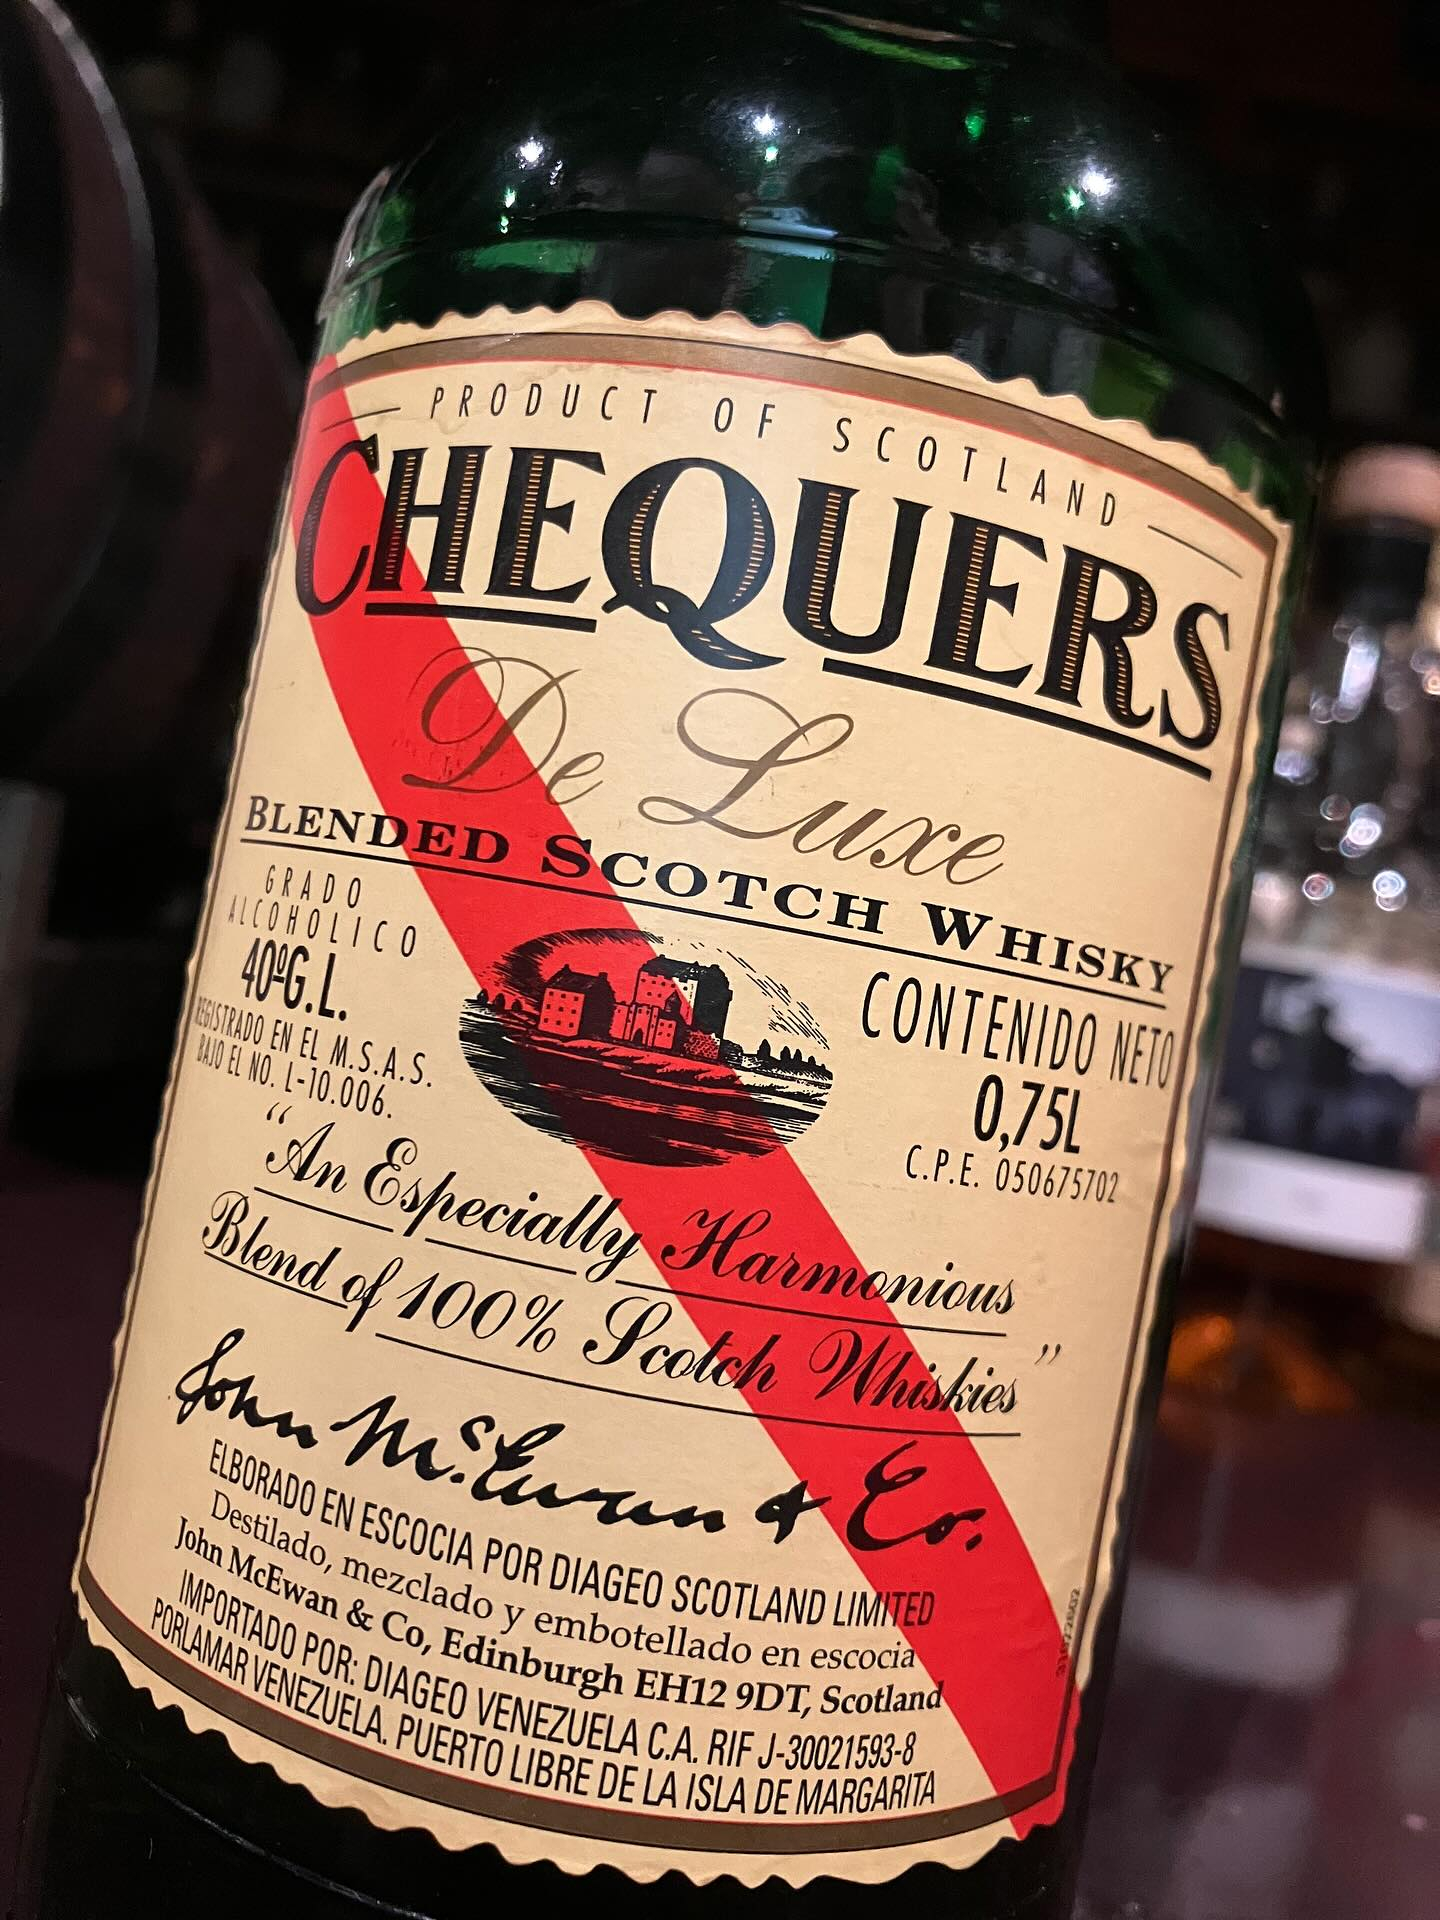 PRODUCT OF SCOTLAND
CHEQUERS
De Luxe
BLENDED SCOTCH WHISKY
GRADO
ALCOHOLICO
40ºG.L.
REGISTRADO EN EL M.S.A.S.
BAJO EL NO. L-10.006.
CONTENIDO NETO
0,75L
C.P.E. 050675702
“An Especially Harmonious
Blend of 100% Scotch Whiskies”
John McEwan & Co.
ELBORADO EN ESCOCIA POR DIAGEO SCOTLAND LIMITED
Destilado, mezclado y embotellado en escocia
John McEwan & Co, Edinburgh EH12 9DT, Scotland
IMPORTADO POR: DIAGEO VENEZUELA C.A. RIF J-30021593-8
PORLAMAR VENEZUELA. PUERTO LIBRE DE LA ISLA DE MARGARITA